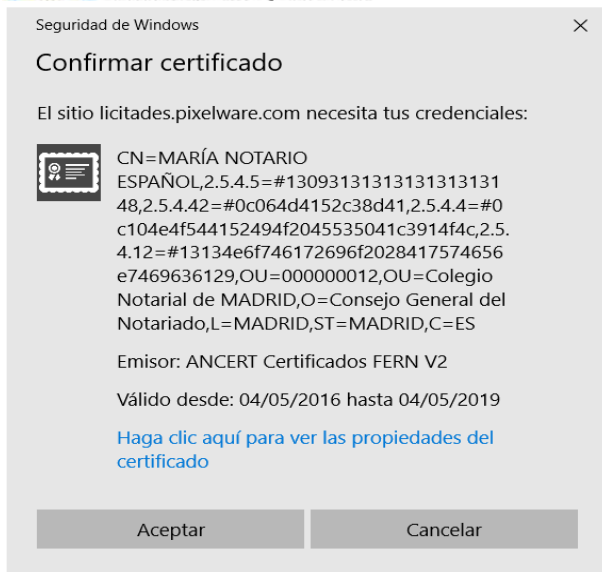 Seguridad de Windows
Confirmar certificado
El sitio licitades.pixelware.com necesita tus credenciales:
CN=MARÍA NOTARIO
ESPAÑOL,2.5.4.5=#13093131313131313131
48,2.5.4.42=#0c064d4152c38d41,2.5.4.4=#0
c104e4f544152494f2045535041c3914f4c,2.5.
4.12=#13134e6f746172696f2028417574656
e7469636129,OU=000000012,OU=Colegio
Notarial de MADRID,O=Consejo General del
Notariado,L=MADRID,ST=MADRID,C=ES
Emisor: ANCERT Certificados FERN V2
Válido desde: 04/05/2016 hasta 04/05/2019
Haga clic aquí para ver las propiedades del
certificado
Aceptar
Cancelar